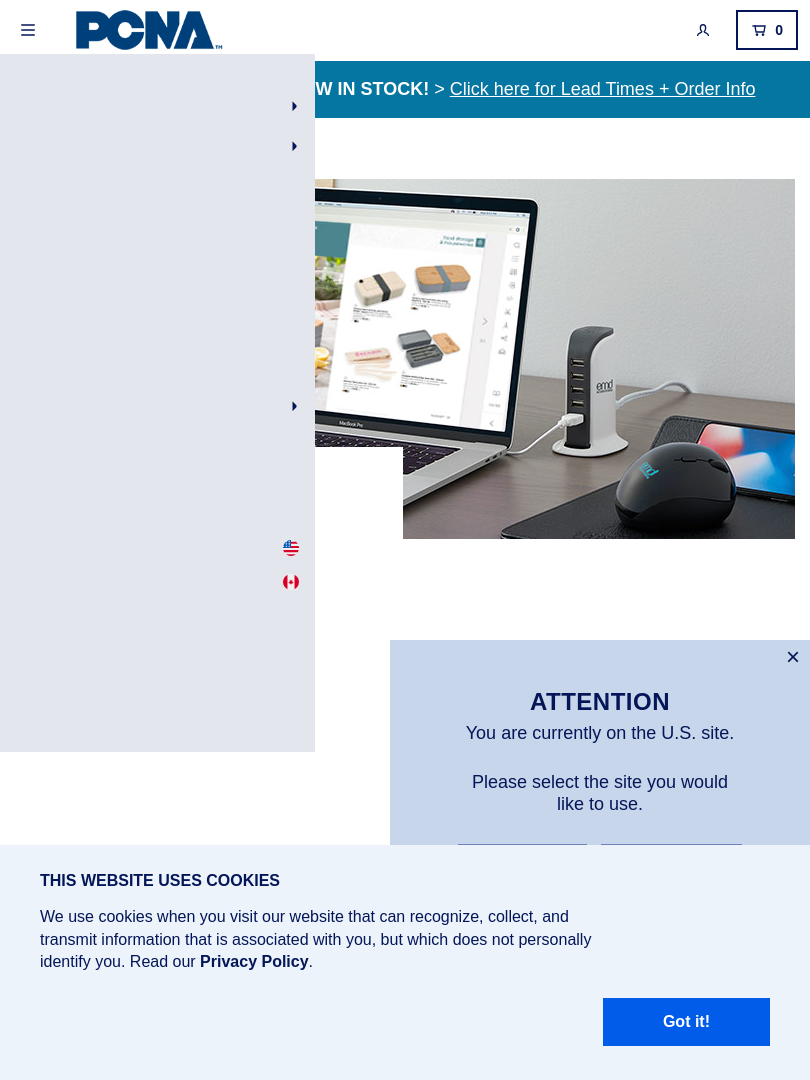 PCNA™
0
W IN STOCK! > Click here for Lead Times + Order Info
MacBook Pro
emd
ATTENTION
You are currently on the U.S. site.
Please select the site you would
like to use.
THIS WEBSITE USES COOKIES
We use cookies when you visit our website that can recognize, collect, and
transmit information that is associated with you, but which does not personally
identify you. Read our Privacy Policy.
Got it!